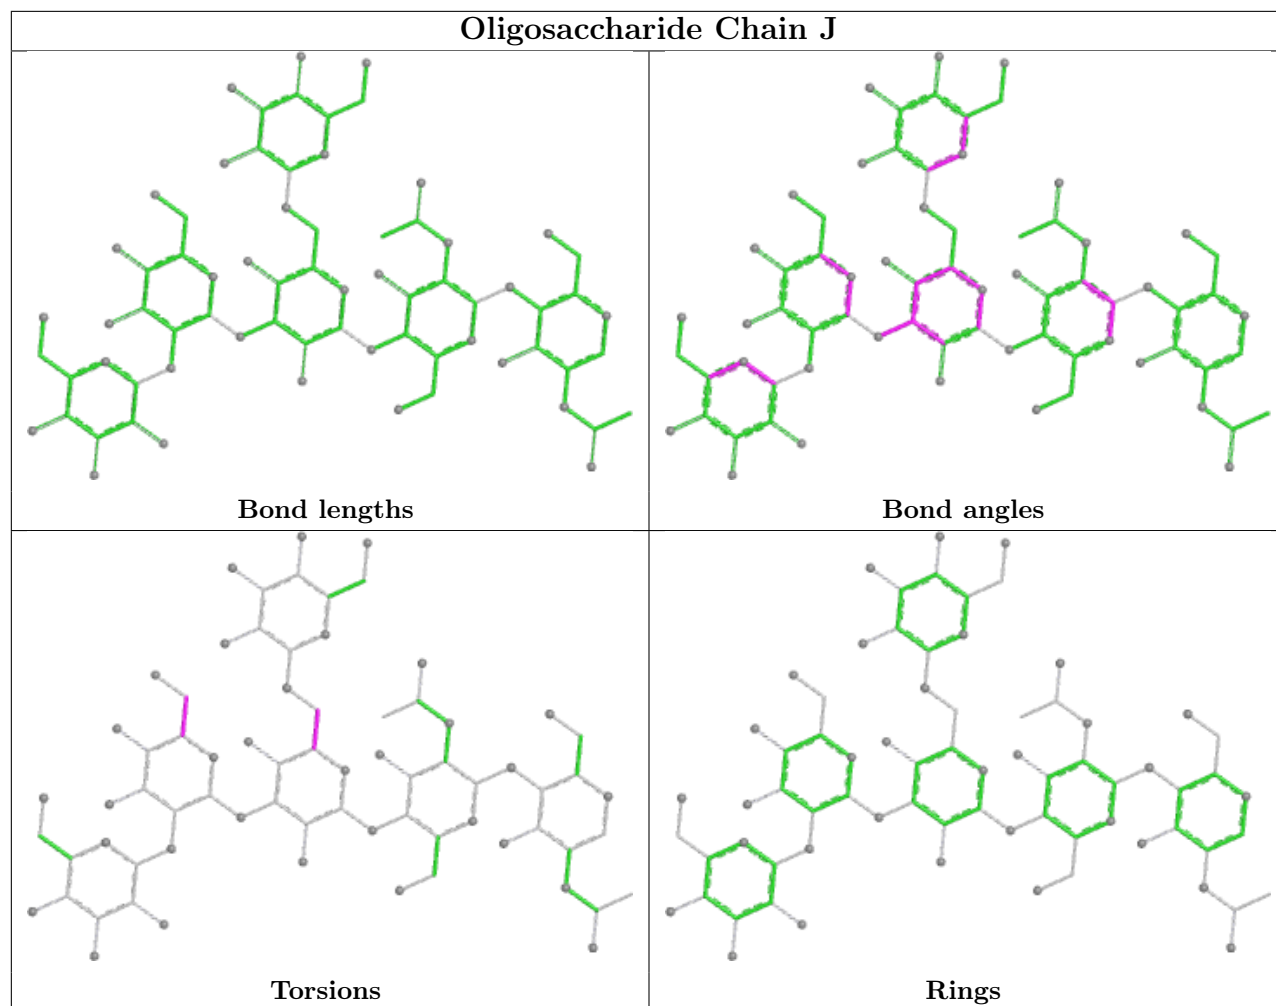 Oligosaccharide Chain J
Bond lengths
Bond angles
Torsions
Rings